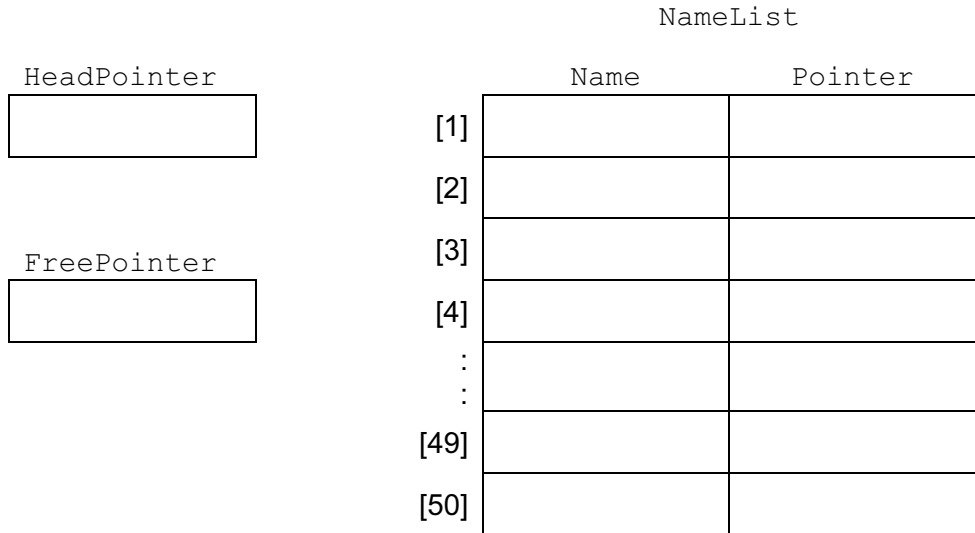 NameList
HeadPointer
Name Pointer
[1]
[2]
[3]
FreePointer
[4]
:
:
[49]
[50]